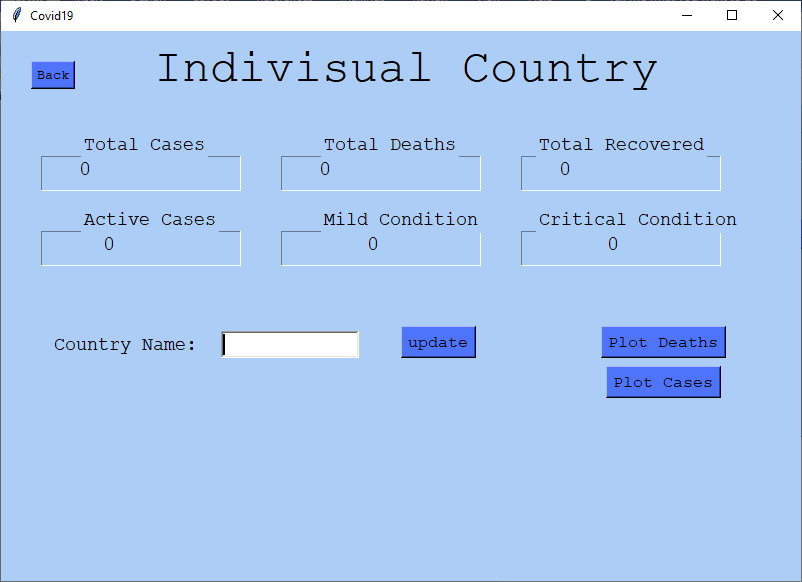 Covid19
Back
Indivisual Country
Total Cases Total Deaths Total Recovered
0 0 0
Active Cases Mild Condition Critical Condition
0 0 0
Country Name: update Plot Deaths
Plot Cases